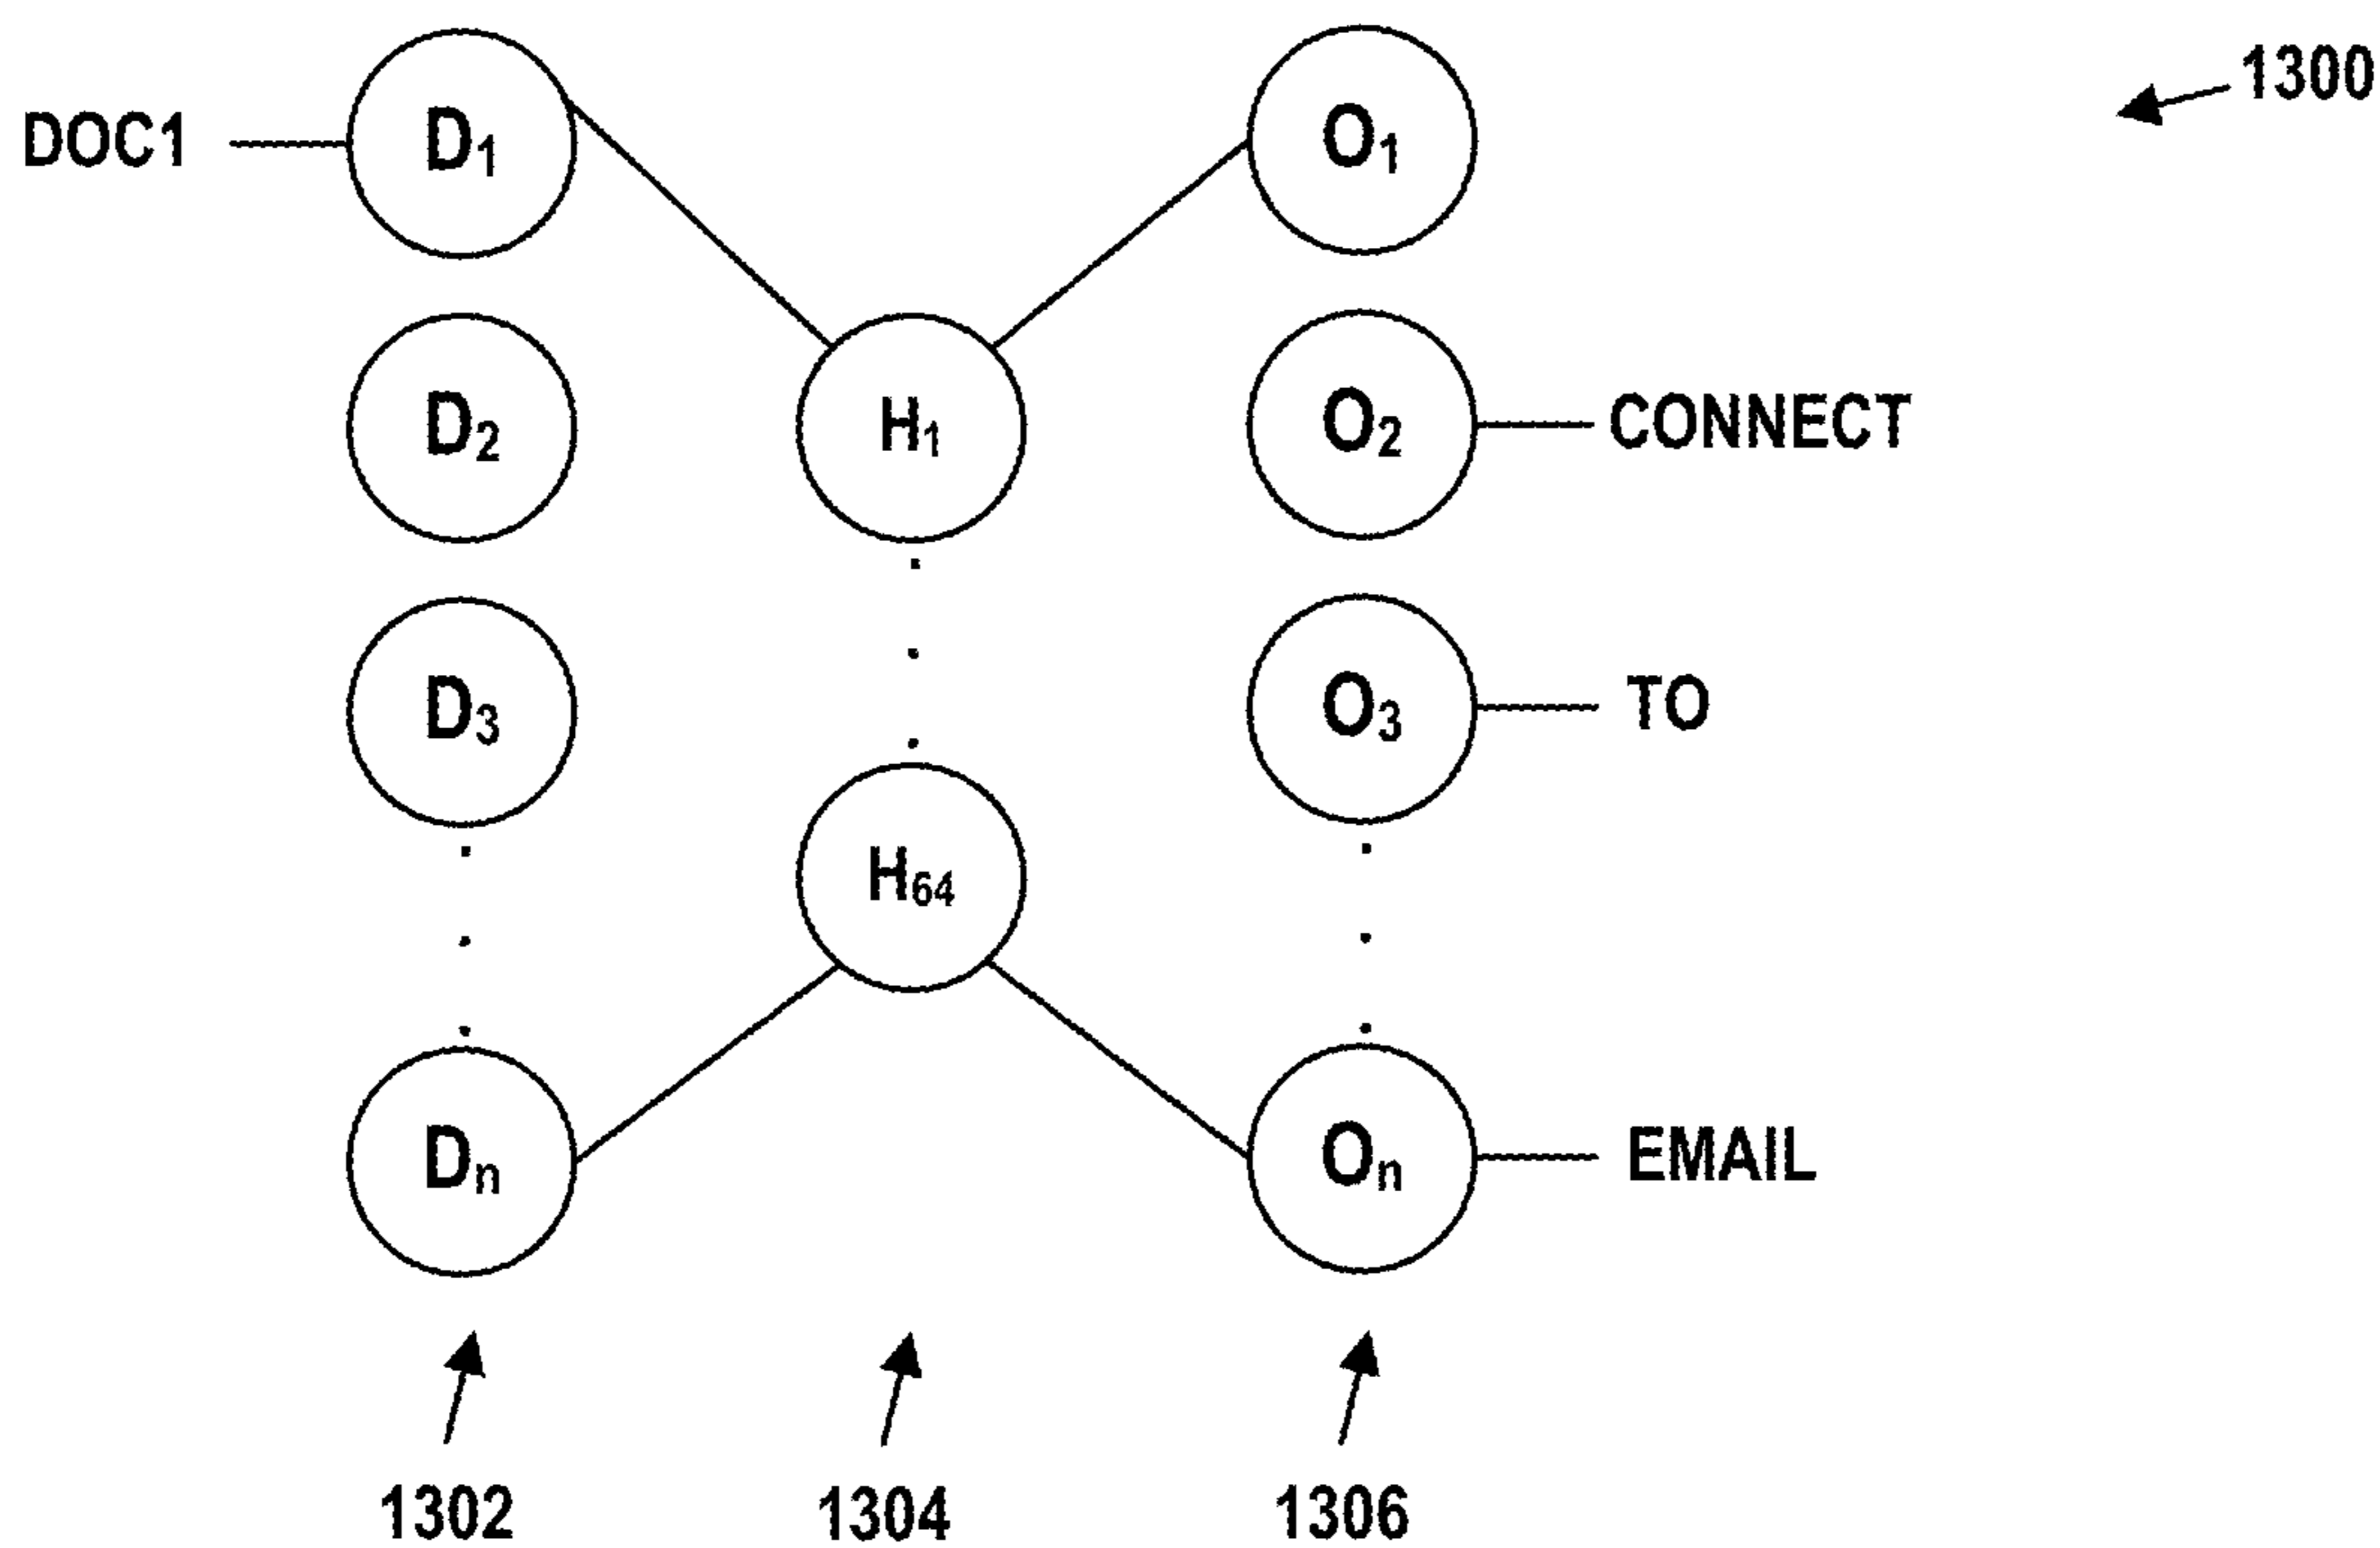 1300
DOC1 D1 O1
D2 H1 O2 CONNECT
D3 O3 TO
H64
Dn On EMAIL
1302 1304 1306